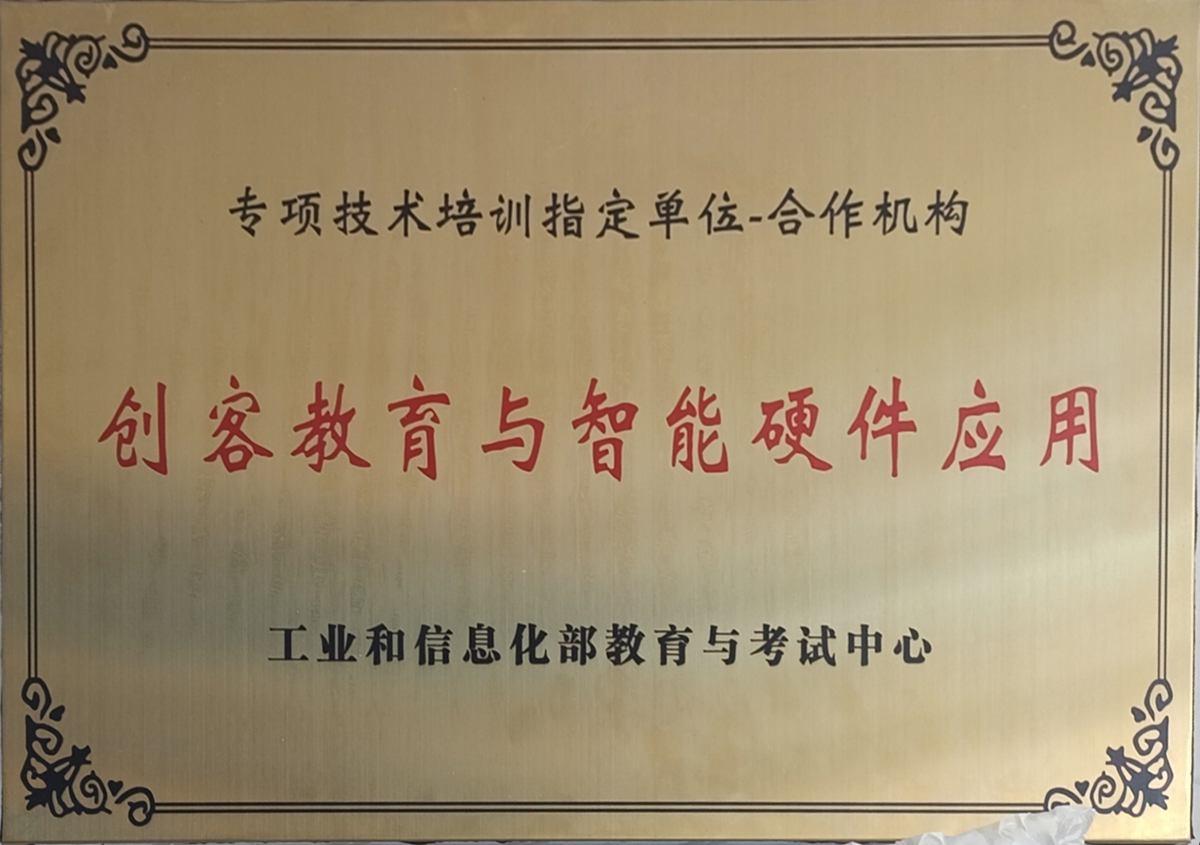 专项技术培训指定单位-合作机构
创客教育与智能硬件应用
工业和信息化部教育与考试中心